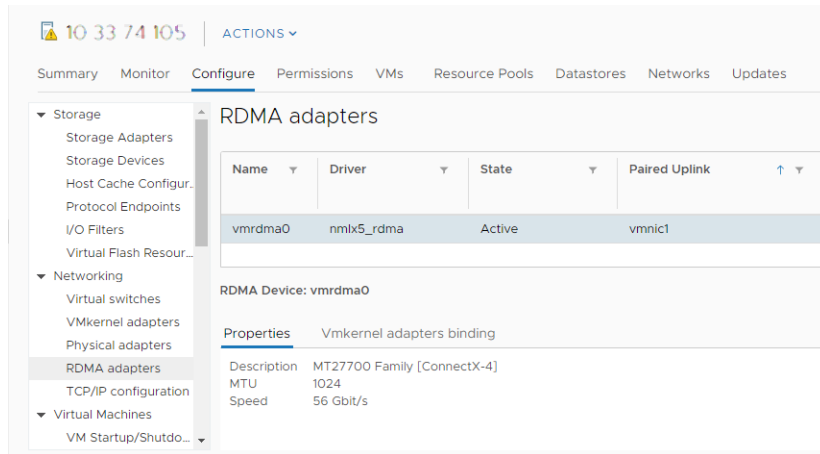 10 33 74 105 ACTIONS
Summary Monitor Configure Permissions VMs Resource Pools Datastores Networks Updates
Storage
Storage Adapters
Storage Devices
Host Cache Configur..
Protocol Endpoints
I/O Filters
Virtual Flash Resour...
Networking
Virtual switches
VMkernel adapters
Physical adapters
RDMA adapters
TCP/IP configuration
Virtual Machines
VM Startup/Shutdo...
RDMA adapters
Name Driver State Paired Uplink
vmrdma0 nmlx5_rdma Active vmnic1
RDMA Device: vmrdma0
Properties Vmkernel adapters binding
Description MT27700 Family [ConnectX-4]
MTU 1024
Speed 56 Gbit/s